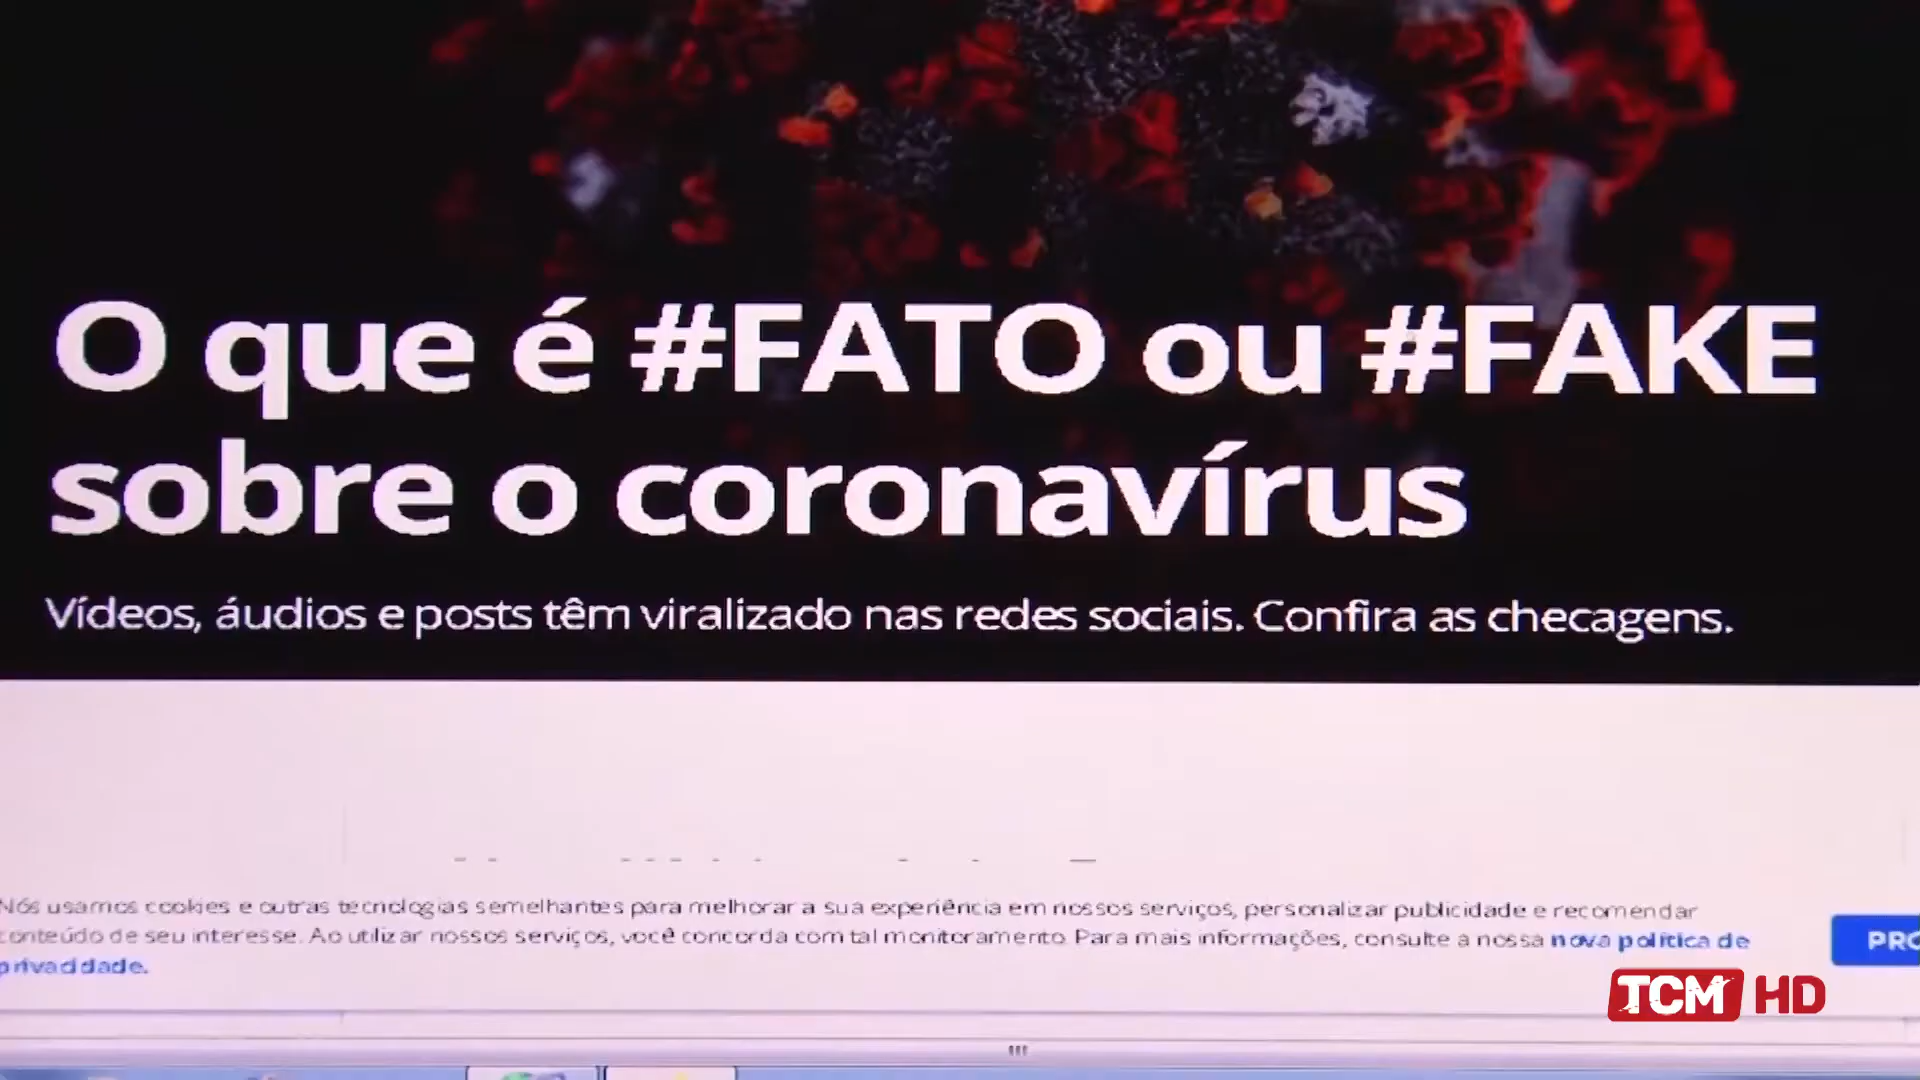 O que é #FATO ou #FAKE
sobre o coronavírus
Vídeos, áudios e posts têm viralizado nas redes sociais. Confira as checagens.
Nós usamos cookies e outras tecnologias semelhantes para melhorar a sua experiência em nossos serviços, personalizar publicidade e recomendar
conteúdo de seu interesse. Ao utilizar nossos serviços, você concorda com tal monitoramento. Para mais informações, consulte a nossa nova política de
privacidade.
TCM HD